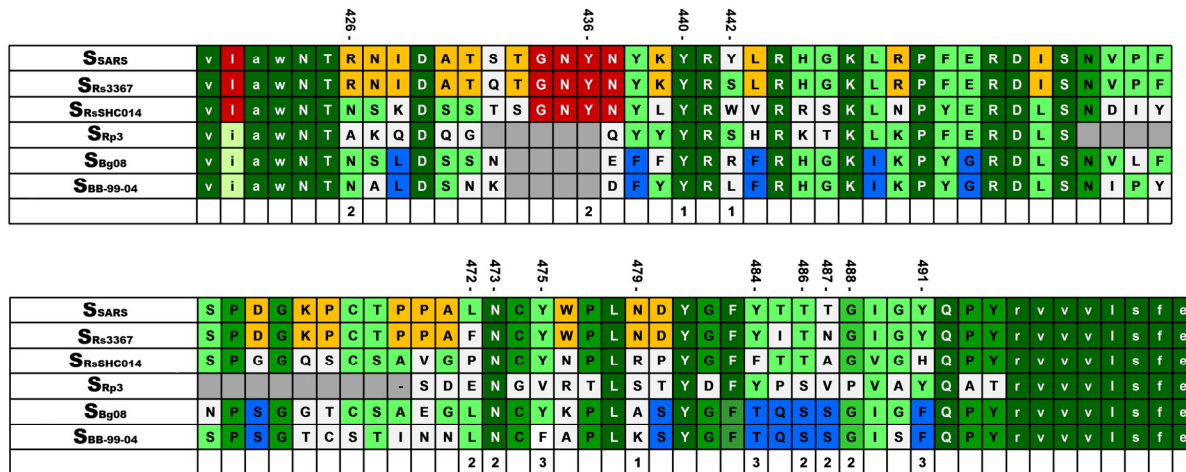 426- 436- 440- 442-
SSARS v l a w N T R N I D A T S T G N Y N Y K Y R Y L R H G K L R P F E R D I S N V P F
SRs3367 v l a w N T R N I D A T Q T G N Y N Y K Y R S L R H G K L R P F E R D I S N V P F
SRsSHC014 v l a w N T N S K D S S T S G N Y N Y L Y R W V R R S K L N P Y E R D L S N D I Y
SRp3 v i a w N T A K Q D Q G Q Y Y Y R S H R K T K L K P F E R D L S
SBg08 v i a w N T N S L D S S N E F F Y R R F R H G K I K P Y G R D L S N V L F
SBB-99-04 v i a w N T N A L D S N K D F Y Y R L F R H G K I K P Y G R D L S N I P Y
2 2 1 1
472- 473- 475- 479- 484- 486- 487- 488- 491-
SSARS S P D G K P C T P P A L N C Y W P L N D Y G F Y T T T G I G Y Q P Y r v v v l s f e
SRs3367 S P D G K P C T P P A F N C Y W P L N D Y G F Y I T N G I G Y Q P Y r v v v l s f e
SRsSHC014 S P G G Q S C S A V G P N C Y N P L R P Y G F F T T A G V G H Q P Y r v v v l s f e
SRp3 - S D E N G V R T L S T Y D F Y P S V P V A Y Q A T r v v v l s f e
SBg08 N P S G G T C S A E G L N C Y K P L A S Y G F T Q S S G I G F Q P Y r v v v l s f e
SBB-99-04 S P S G T C S T I N N L N C F A P L K S Y G F T Q S S G I S F Q P Y r v v v l s f e
2 2 3 1 3 2 2 2 3